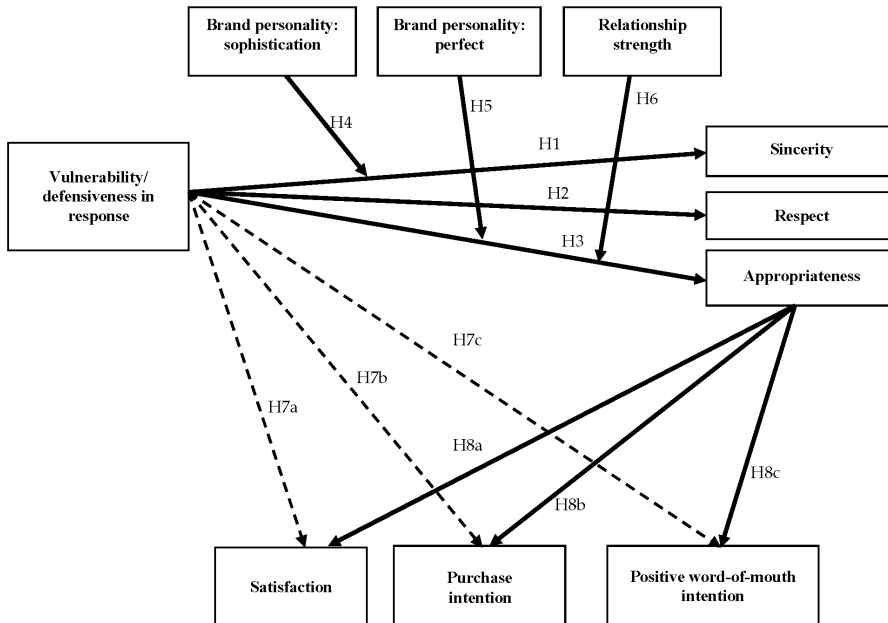 Brand personality:
sophistication
Brand personality:
perfect
Relationship
strength
H4
H5
H6
H1
Sincerity
Vulnerability/
defensiveness in
response
H2
Respect
H3
Appropriateness
H7c
H7b
H7a
H8a
H8b
H8c
Satisfaction
Purchase
intention
Positive word-of-mouth
intention